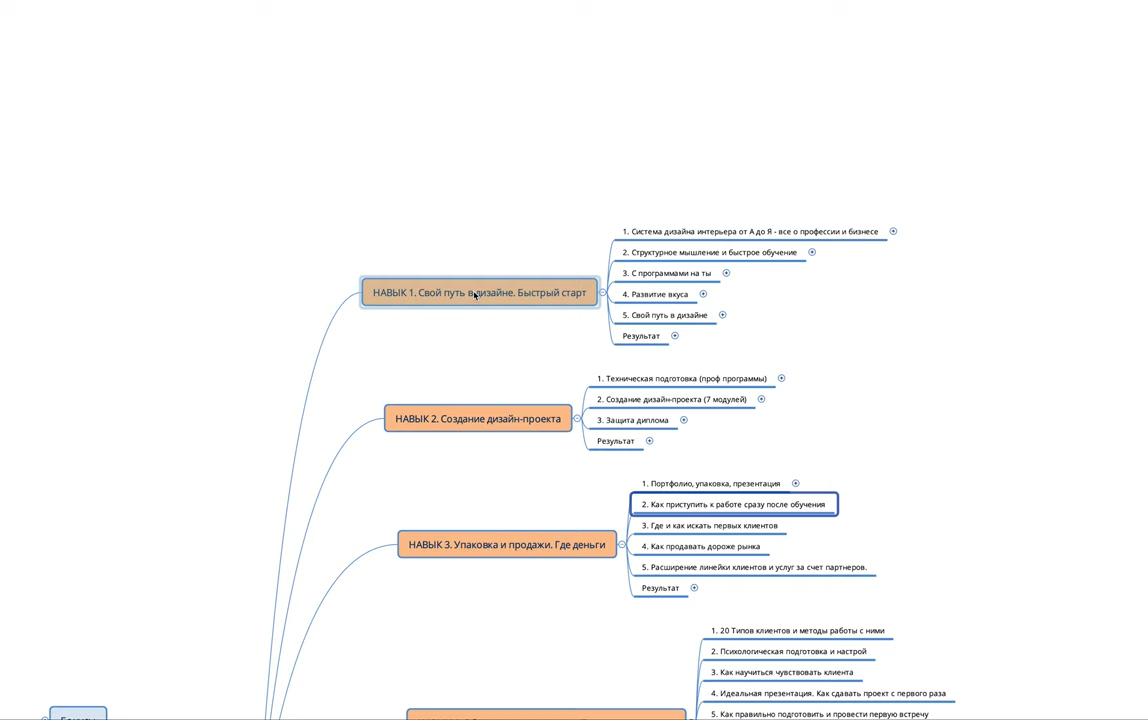 1. Система дизайна интерьера от А до Я - все о профессии и бизнесе
2. Структурное мышление и быстрое обучение
3. С программами на ты
НАВЫК 1. Свой путь в дизайне. Быстрый старт
4. Развитие вкуса
5. Свой путь в дизайне
Результат
1. Техническая подготовка (проф программы)
2. Создание дизайн-проекта (7 модулей)
НАВЫК 2. Создание дизайн-проекта
3. Защита диплома
Результат
1. Портфолио, упаковка, презентация
2. Как приступить к работе сразу после обучения
3. Где и как искать первых клиентов
НАВЫК 3. Упаковка и продажи. Где деньги
4. Как продавать дороже рынка
5. Расширение линейки клиентов и услуг за счет партнеров.
Результат
1. 20 Типов клиентов и методы работы с ними
2. Психологическая подготовка и настрой
3. Как научиться чувствовать клиента
4. Идеальная презентация. Как сдавать проект с первого раза
5. Как правильно подготовить и провести первую встречу